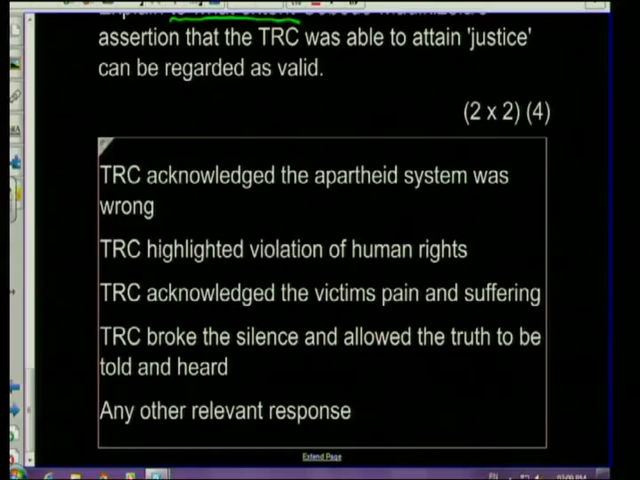 assertion that the TRC was able to attain 'justice'
can be regarded as valid.
(2 x 2) (4)
TRC acknowledged the apartheid system was
wrong
TRC highlighted violation of human rights
TRC acknowledged the victims pain and suffering
TRC broke the silence and allowed the truth to be
told and heard
Any other relevant response
Extend Page